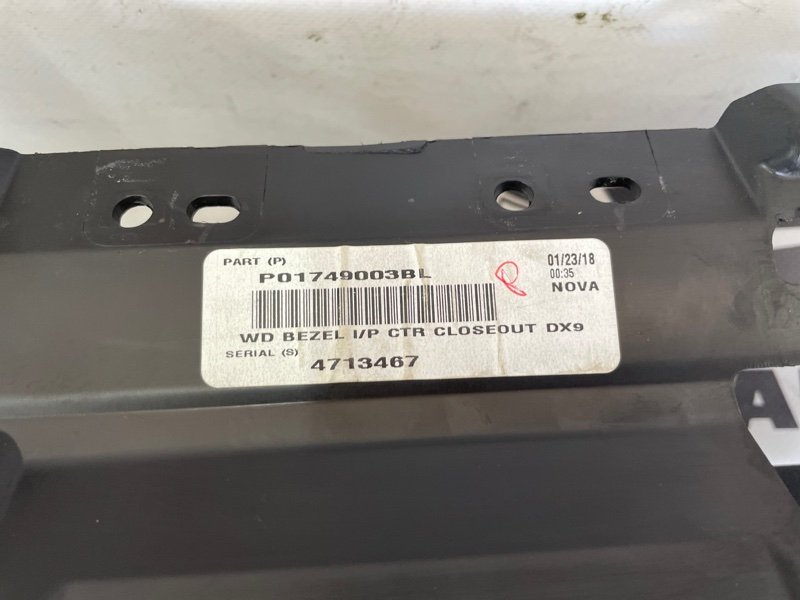 PART (P)
P01749003BL
01/23/18
00:35
NOVA
WD BEZEL I/P CTR CLOSEOUT DX9
SERIAL (S)
4713467